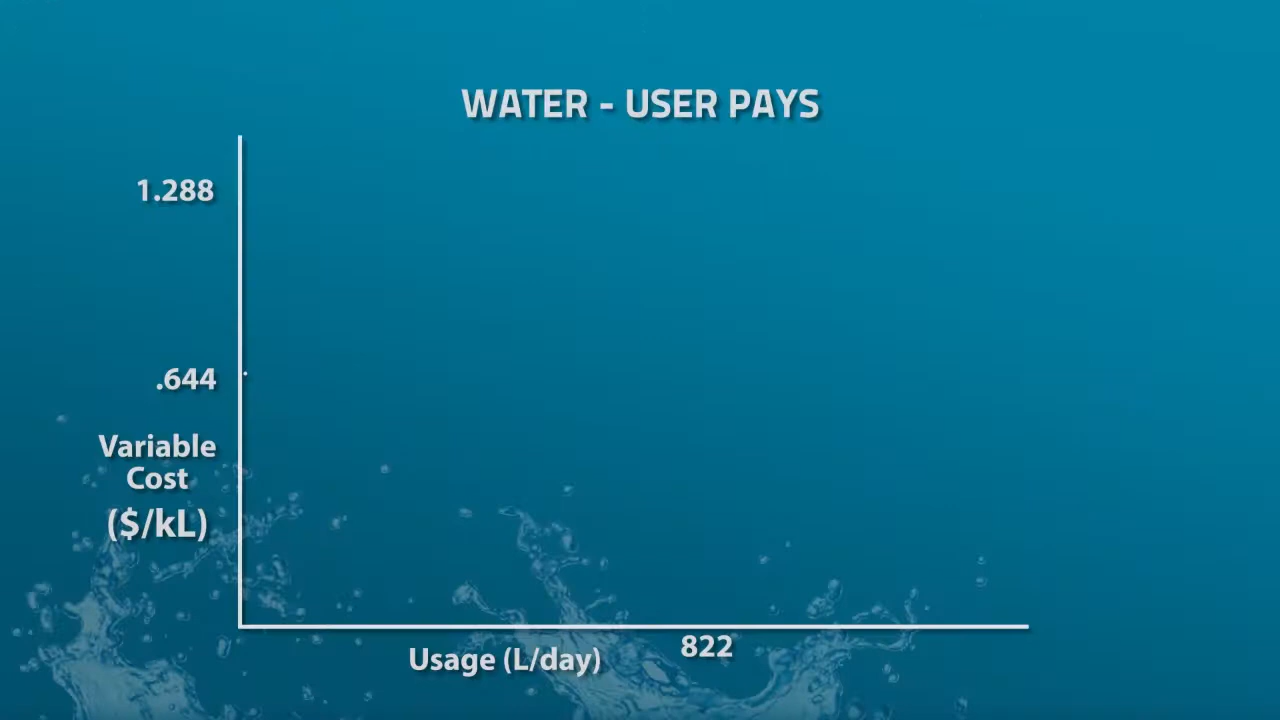 WATER - USER PAYS
1.288
.644
Variable
Cost
($/kL)
822
Usage (L/day)